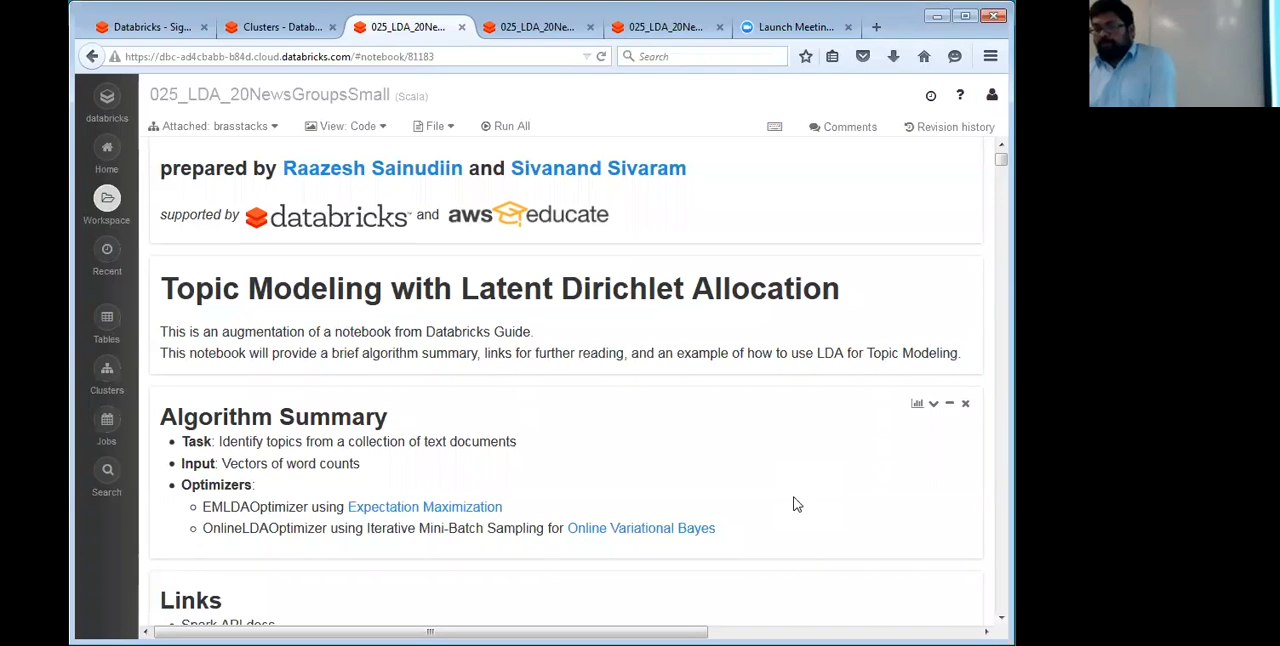 Databricks - Sig...
Clusters - Datab...
025_LDA_20Ne...
025_LDA_20Ne...
025_LDA_20Ne...
Launch Meetin...
https://dbc-ad4cbabb-b84d.cloud.databricks.com/#notebook/81183
Search
025_LDA_20NewsGroupsSmall (Scala)
Attached: brasstacks
View: Code
File
Run All
Comments
Revision history
databricks
Home
Workspace
Recent
Tables
Clusters
Jobs
Search
prepared by Raazesh Sainudiin and Sivanand Sivaram
supported by databricks and aws educate
Topic Modeling with Latent Dirichlet Allocation
This is an augmentation of a notebook from Databricks Guide.
This notebook will provide a brief algorithm summary, links for further reading, and an example of how to use LDA for Topic Modeling.
Algorithm Summary
Task: Identify topics from a collection of text documents
Input: Vectors of word counts
Optimizers:
EMLDAOptimizer using Expectation Maximization
OnlineLDAOptimizer using Iterative Mini-Batch Sampling for Online Variational Bayes
Links
Spark API docs